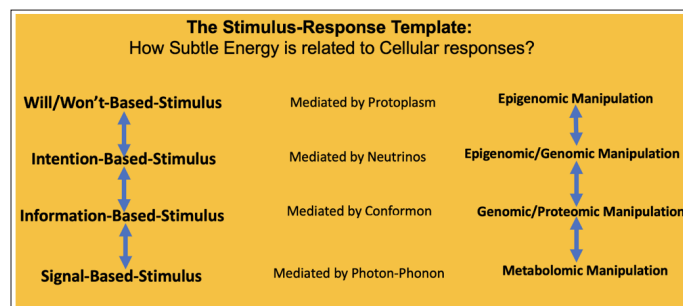 The Stimulus-Response Template:
How Subtle Energy is related to Cellular responses?
Will/Won't-Based-Stimulus Mediated by Protoplasm Epigenomic Manipulation
Intention-Based-Stimulus Mediated by Neutrinos Epigenomic/Genomic Manipulation
Information-Based-Stimulus Mediated by Conformon Genomic/Proteomic Manipulation
Signal-Based-Stimulus Mediated by Photon-Phonon Metabolomic Manipulation